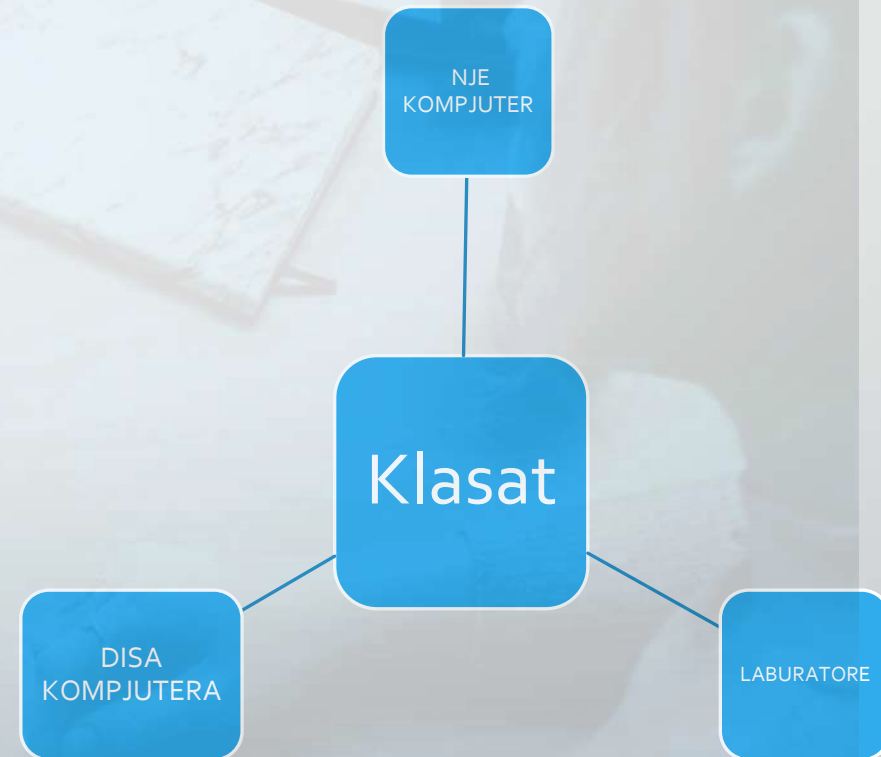 NJE
KOMPJUTER
Klasat
DISA
KOMPJUTERA
LABURATORE